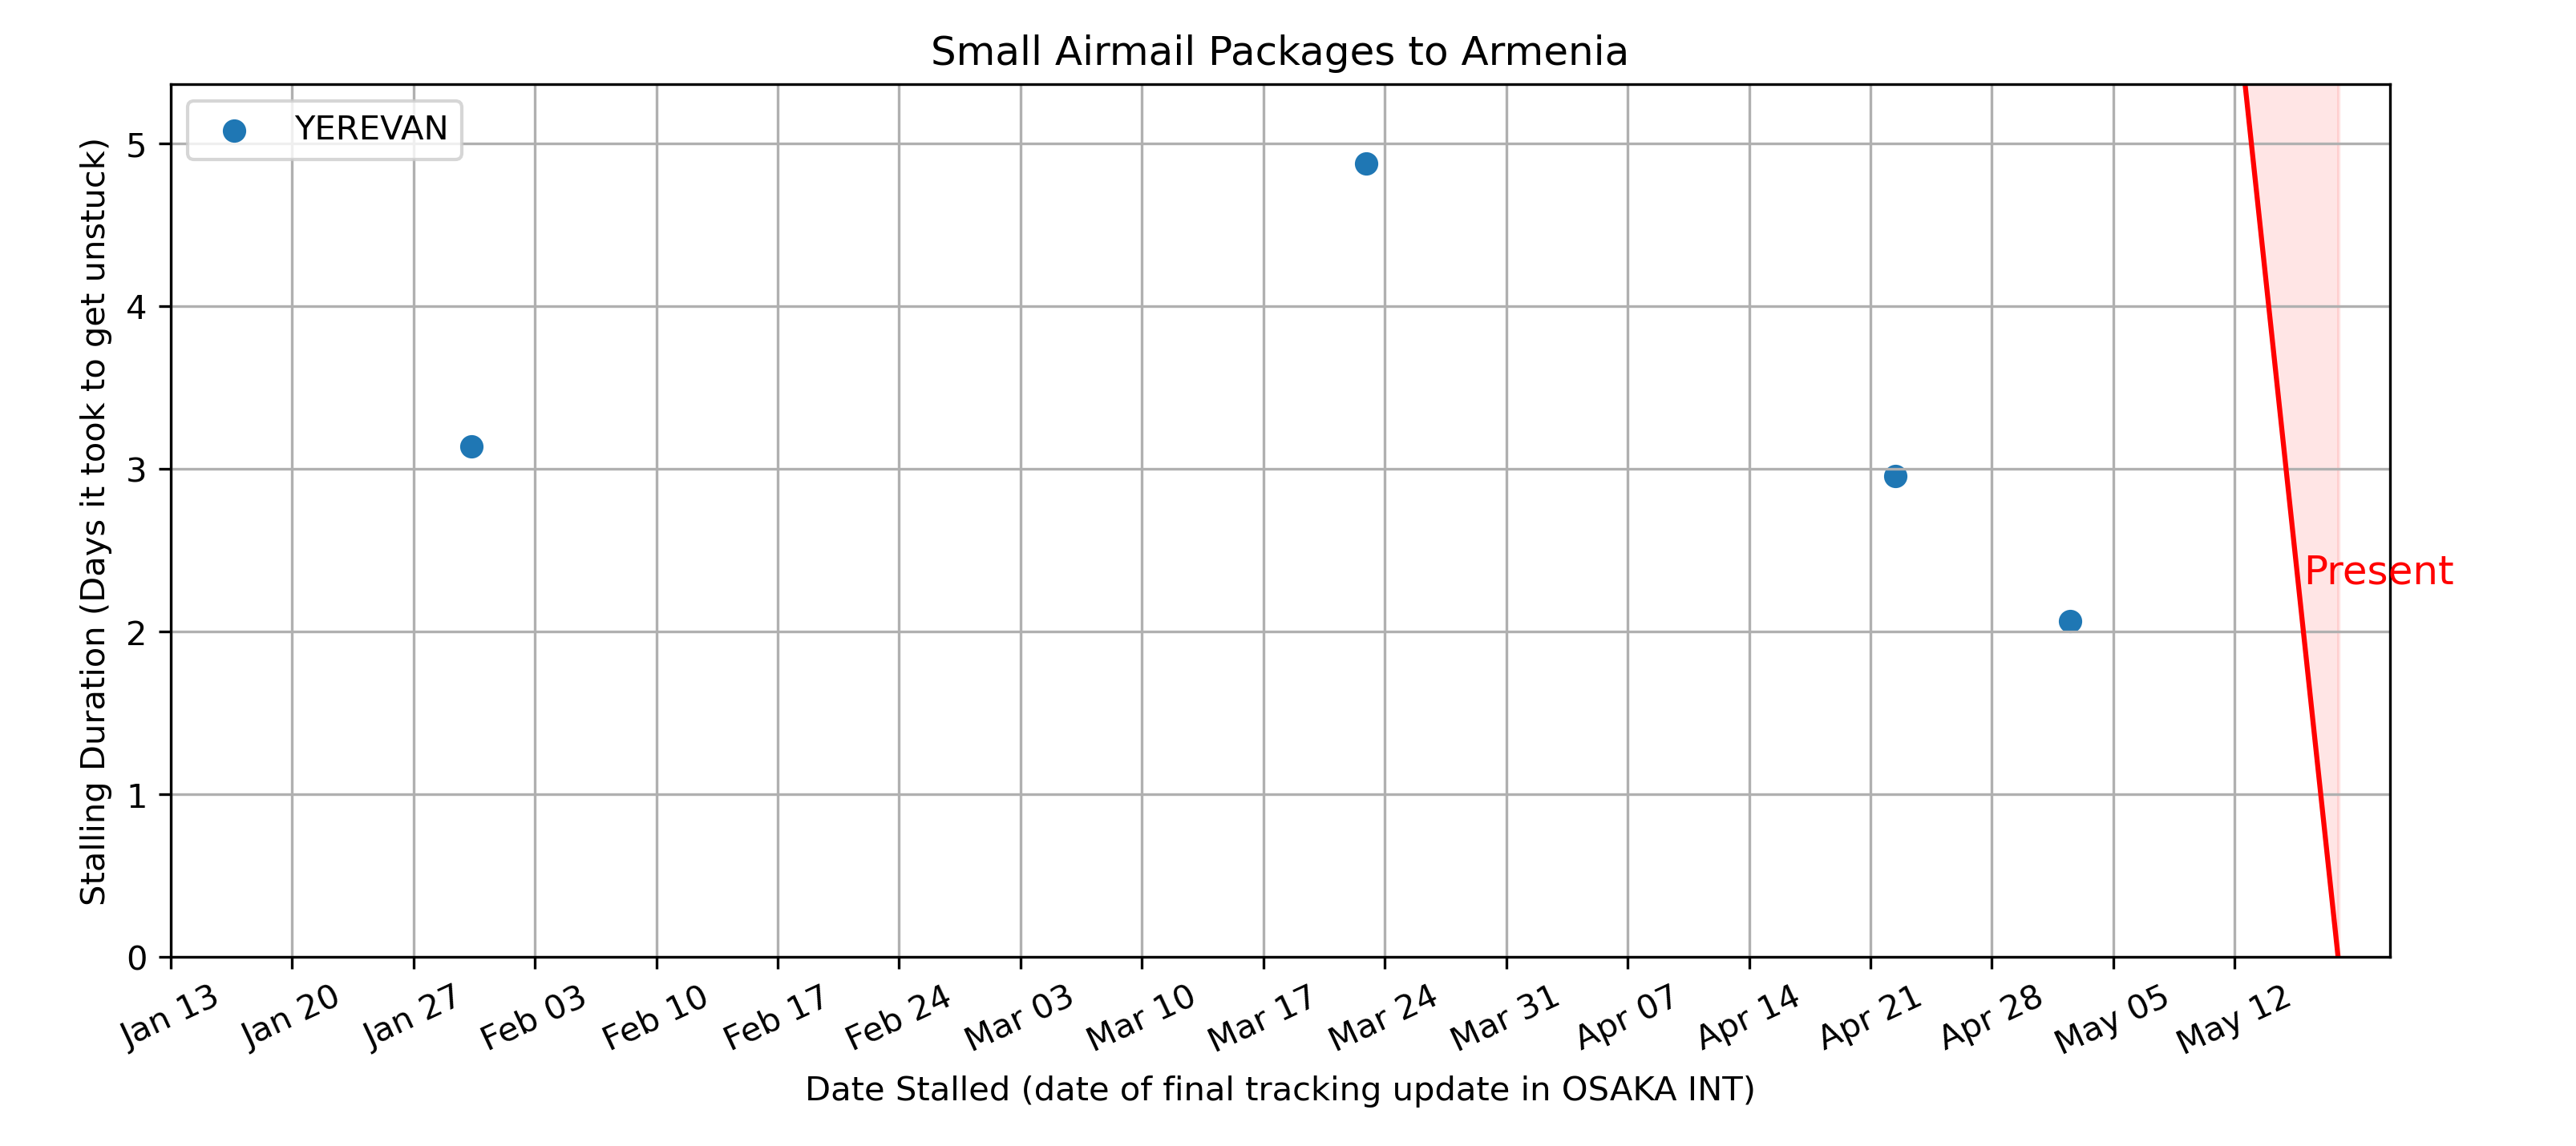 Small Airmail Packages to Armenia
YEREVAN
Stalling Duration (Days it took to get unstuck)
5
4
3
2
1
0
Present
Jan 13
Jan 20
Jan 27
Feb 03
Feb 10
Feb 17
Feb 24
Mar 03
Mar 10
Mar 17
Mar 24
Mar 31
Apr 07
Apr 14
Apr 21
Apr 28
May 05
May 12
Date Stalled (date of final tracking update in OSAKA INT)